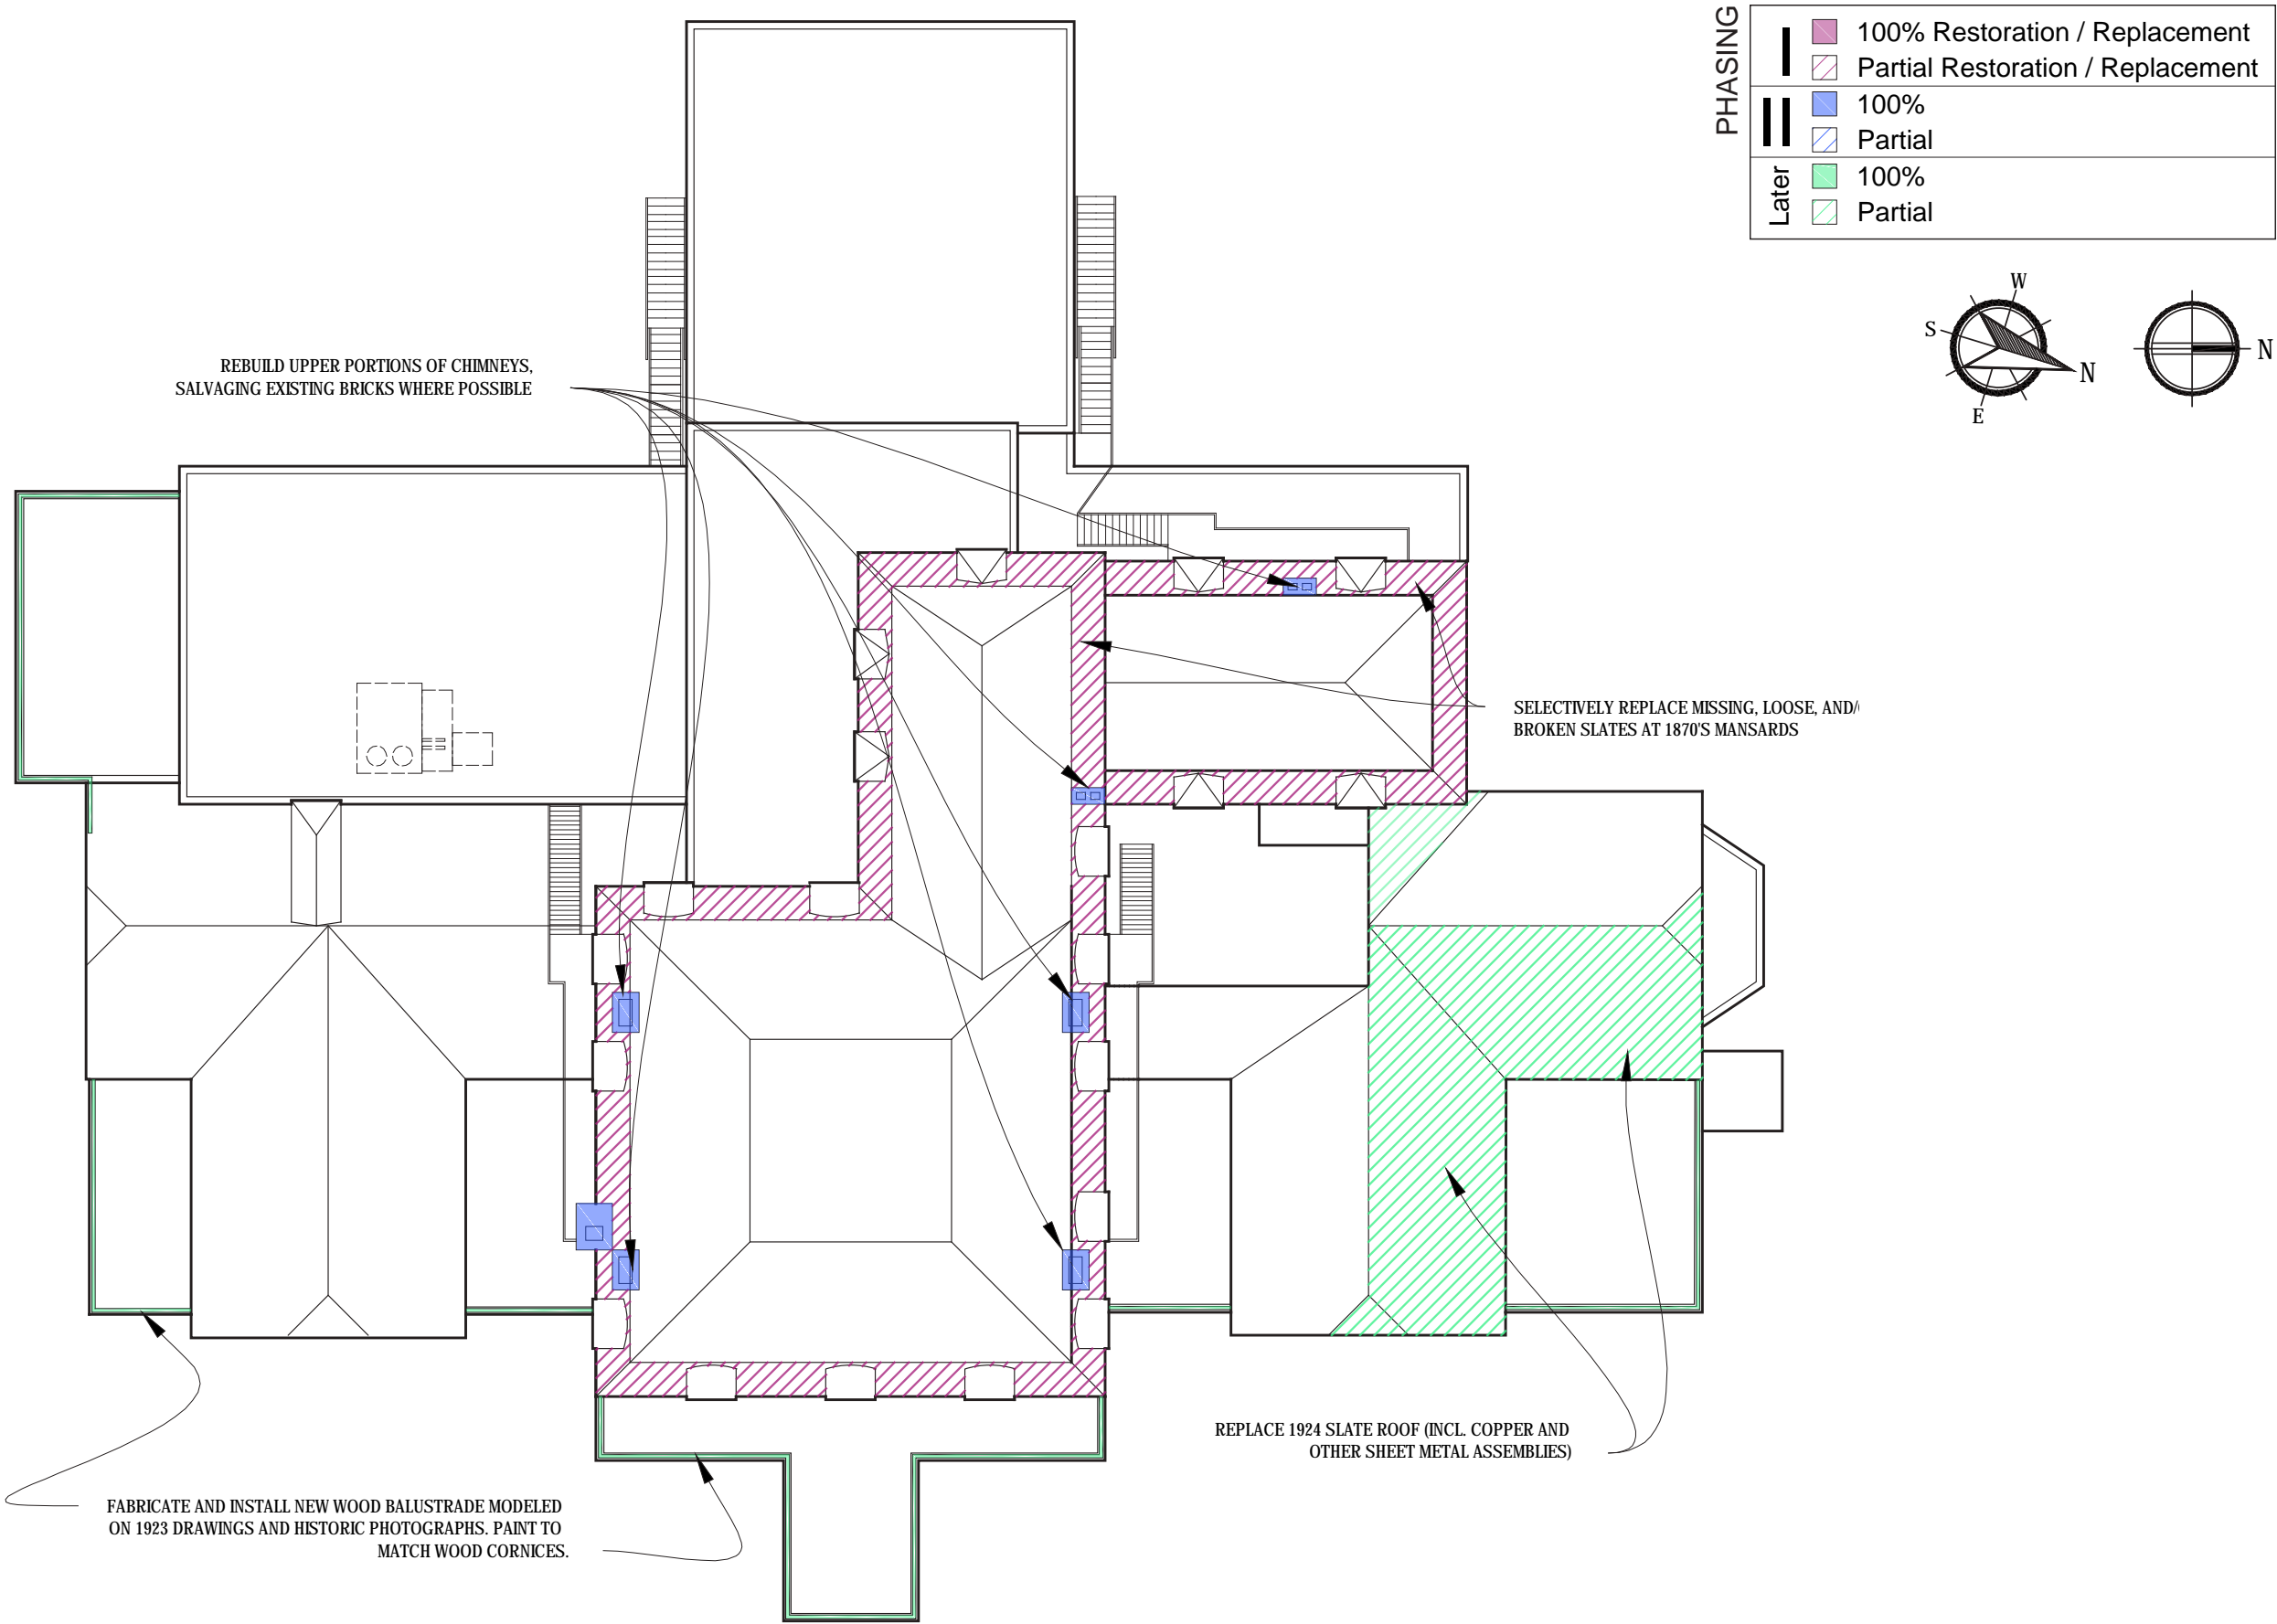 PHASING
I
100% Restoration / Replacement
Partial Restoration / Replacement
II
100%
Partial
Later
100%
Partial
W
S
N
E
N
REBUILD UPPER PORTIONS OF CHIMNEYS,
SALVAGING EXISTING BRICKS WHERE POSSIBLE
SELECTIVELY REPLACE MISSING, LOOSE, AND/
BROKEN SLATES AT 1870'S MANSARDS
REPLACE 1924 SLATE ROOF (INCL. COPPER AND
OTHER SHEET METAL ASSEMBLIES)
FABRICATE AND INSTALL NEW WOOD BALUSTRADE MODELED
ON 1923 DRAWINGS AND HISTORIC PHOTOGRAPHS. PAINT TO
MATCH WOOD CORNICES.